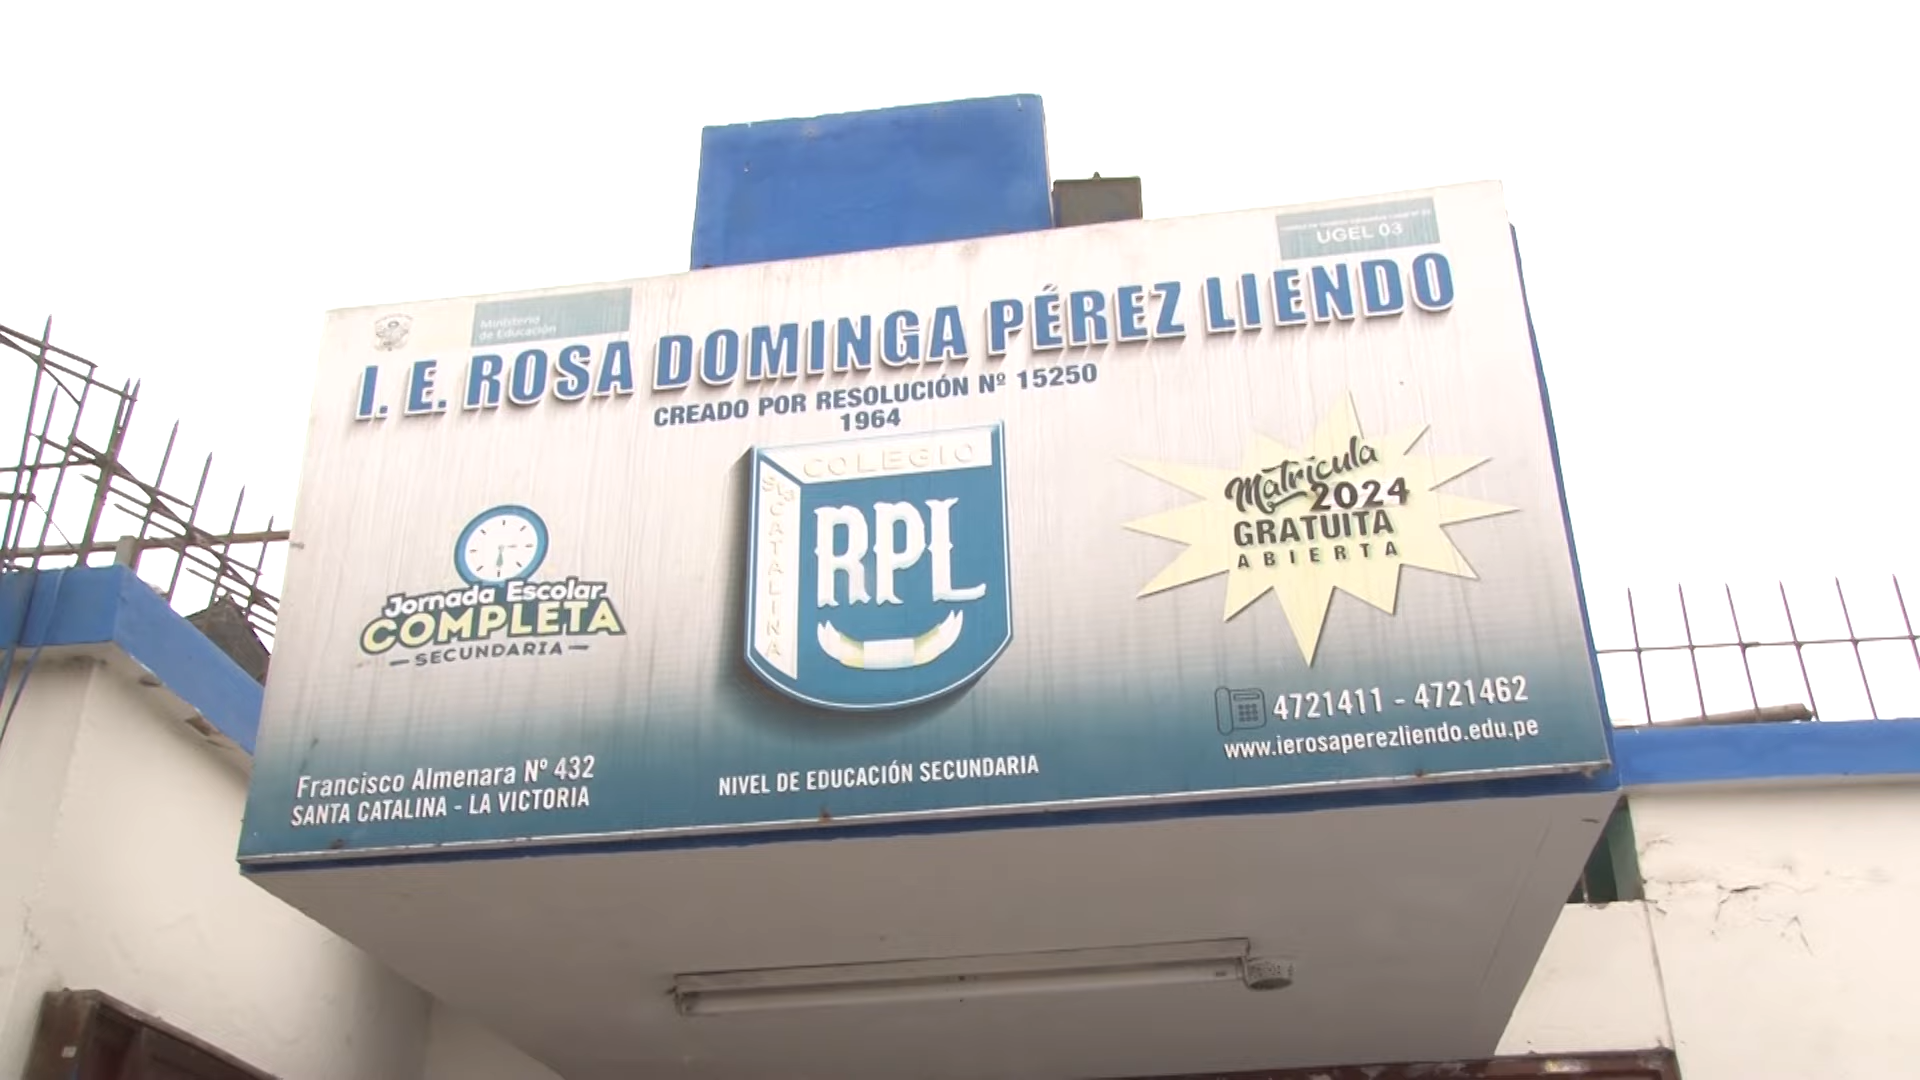 UGEL 03
Ministerio
de Educación
I. E. ROSA DOMINGA PÉREZ LIENDO
CREADO POR RESOLUCIÓN Nº 15250
1964
COLEGIO
CATALINA
RPL
Jornada Escolar
COMPLETA
SECUNDARIA
Matrícula
2024
GRATUITA
ABIERTA
4721411 - 4721462
www.ierosaperezliendo.edu.pe
Francisco Almenara Nº 432
SANTA CATALINA - LA VICTORIA
NIVEL DE EDUCACIÓN SECUNDARIA